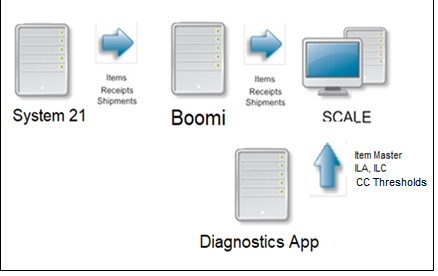 Items
Receipts
Shipments
Items
Receipts
Shipments
System 21
Boomi
SCALE
Item Master
ILA, ILC
CC Thresholds
Diagnostics App